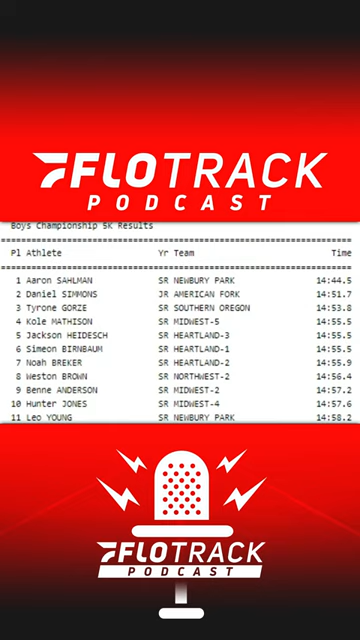 FLOTRACK
PODCAST
Boys Championship 5k Results
Pl Athlete Yr Team Time
1 Aaron SAHLMAN SR NEWBURY PARK 14:44.5
2 Daniel SIMMONS JR AMERICAN FORK 14:51.7
3 Tyrone GORZE SR SOUTHERN OREGON 14:53.8
4 Kole MATHISON SR MIDWEST-5 14:55.5
5 Jackson HEIDESCH SR HEARTLAND-3 14:55.5
6 Simeon BIRNBAUM SR HEARTLAND-1 14:55.5
7 Noah BREKER SR HEARTLAND-2 14:55.9
8 Weston BROWN SR NORTHWEST-2 14:56.4
9 Benne ANDERSON SR MIDWEST-2 14:57.2
10 Hunter JONES SR MIDWEST-4 14:57.6
11 Leo YOUNG SR NEWBURY PARK 14:58.2
FLOTRACK
PODCAST